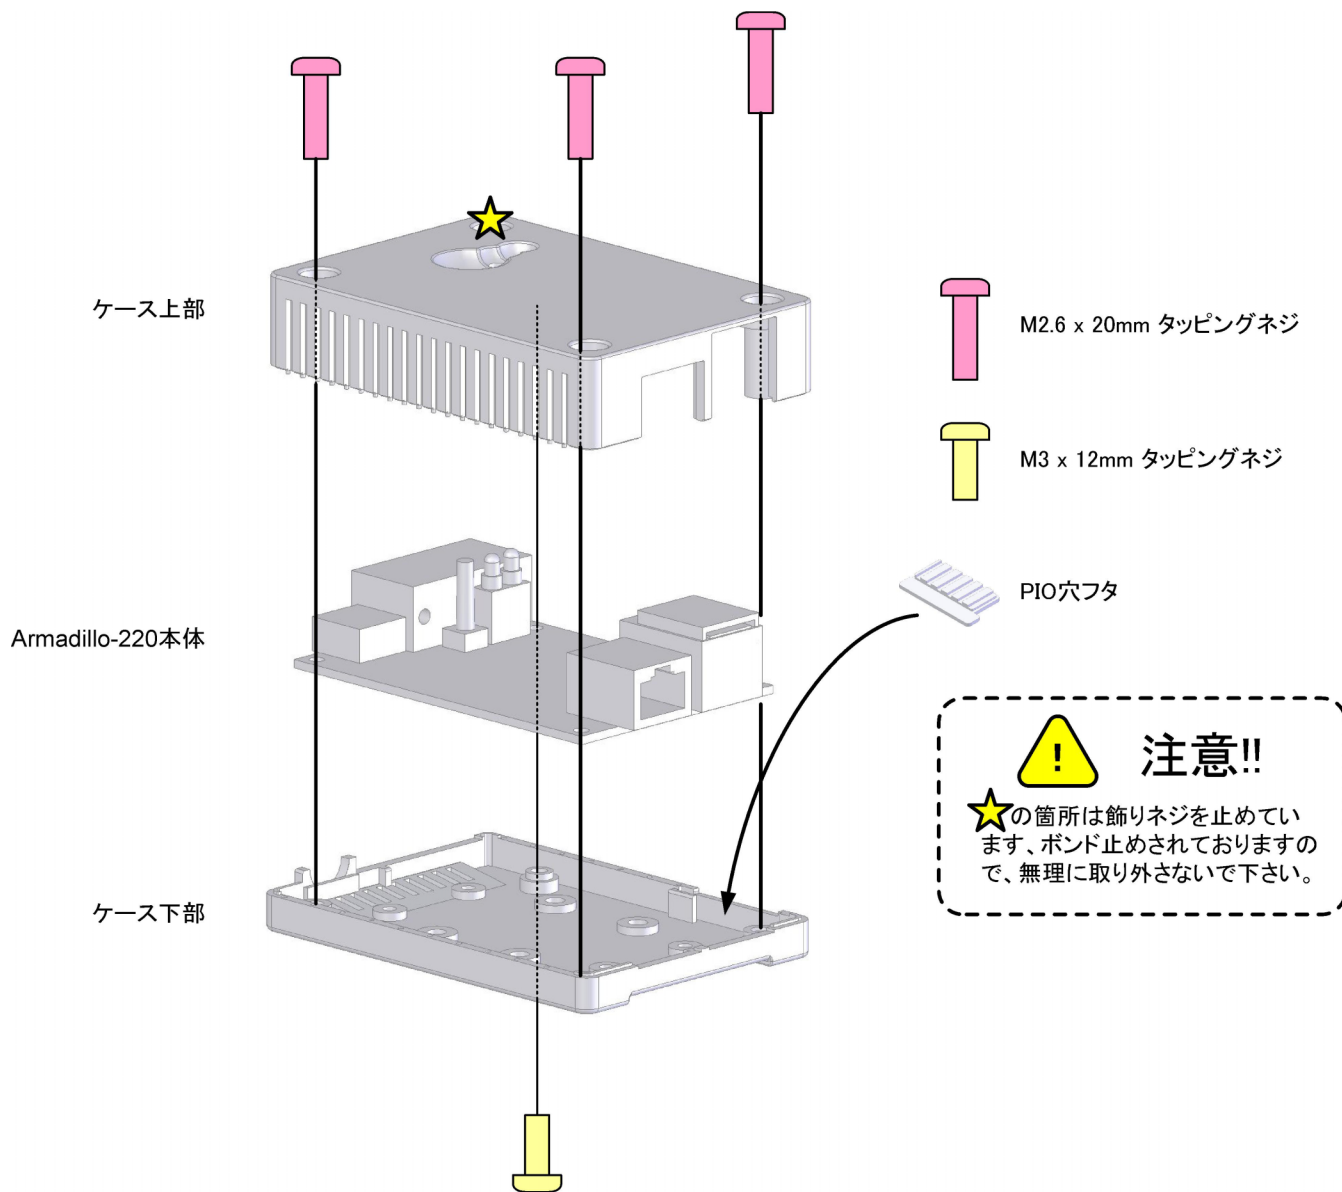 ケース上部
M2.6 x 20mm タッピングネジ
M3 x 12mm タッピングネジ
PIO穴フタ
Armadillo-220本体
ケース下部
! 注意!!
★の箇所は飾りネジを止めてい
ます、ボンド止めされておりますの
で、無理に取り外さないで下さい。